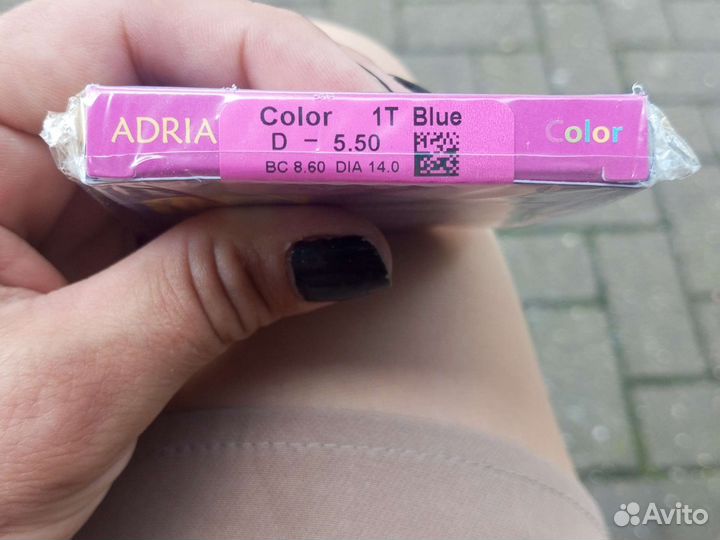 ADRIA
Color 1T Blue
D - 5.50
BC 8.60 DIA 14.0
Color
Avito